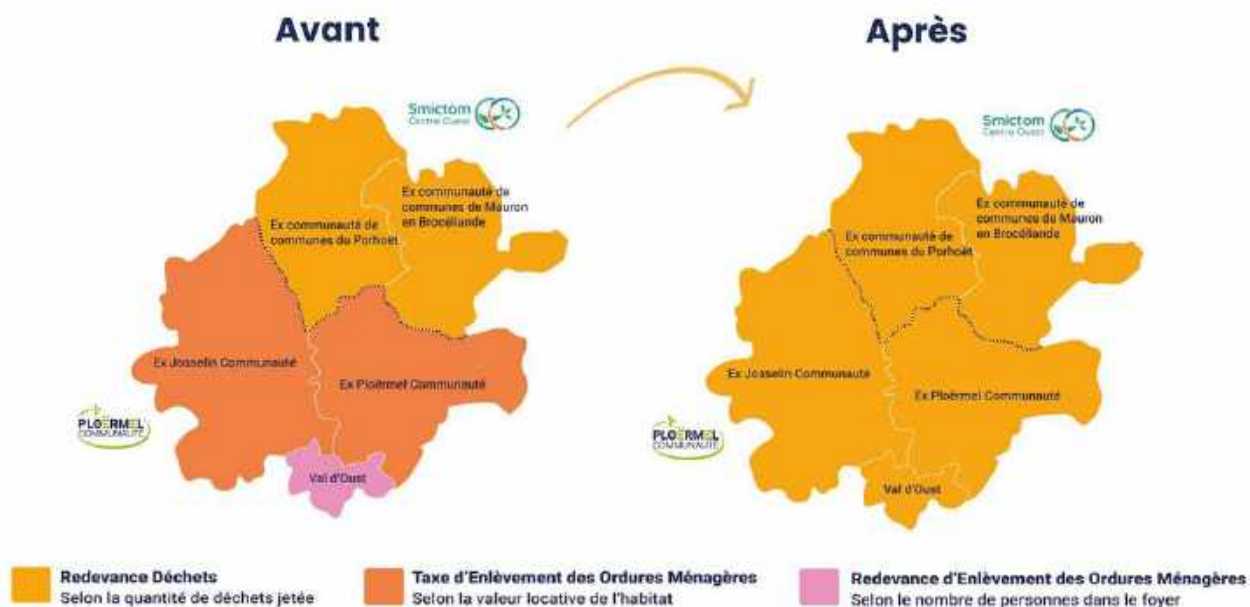 Avant
Après
Smictom
Centre Ouest
Ex communauté de
communes de Mauron
en Brocéliande
Ex communauté de
communes du Porhoët
Ex Josselin Communauté
Ex Ploërmel Communauté
PLOËRMEL
COMMUNAUTÉ
Val d'Oust
Smictom
Centre Ouest
Ex communauté de
communes de Mauron
en Brocéliande
Ex communauté de
communes du Porhoët
Ex Josselin Communauté
Ex Ploërmel Communauté
PLOËRMEL
COMMUNAUTÉ
Val d'Oust
Redevance Déchets
Selon la quantité de déchets jetée
Taxe d'Enlèvement des Ordures Ménagères
Selon la valeur locative de l'habitat
Redevance d'Enlèvement des Ordures Ménagères
Selon le nombre de personnes dans le foyer